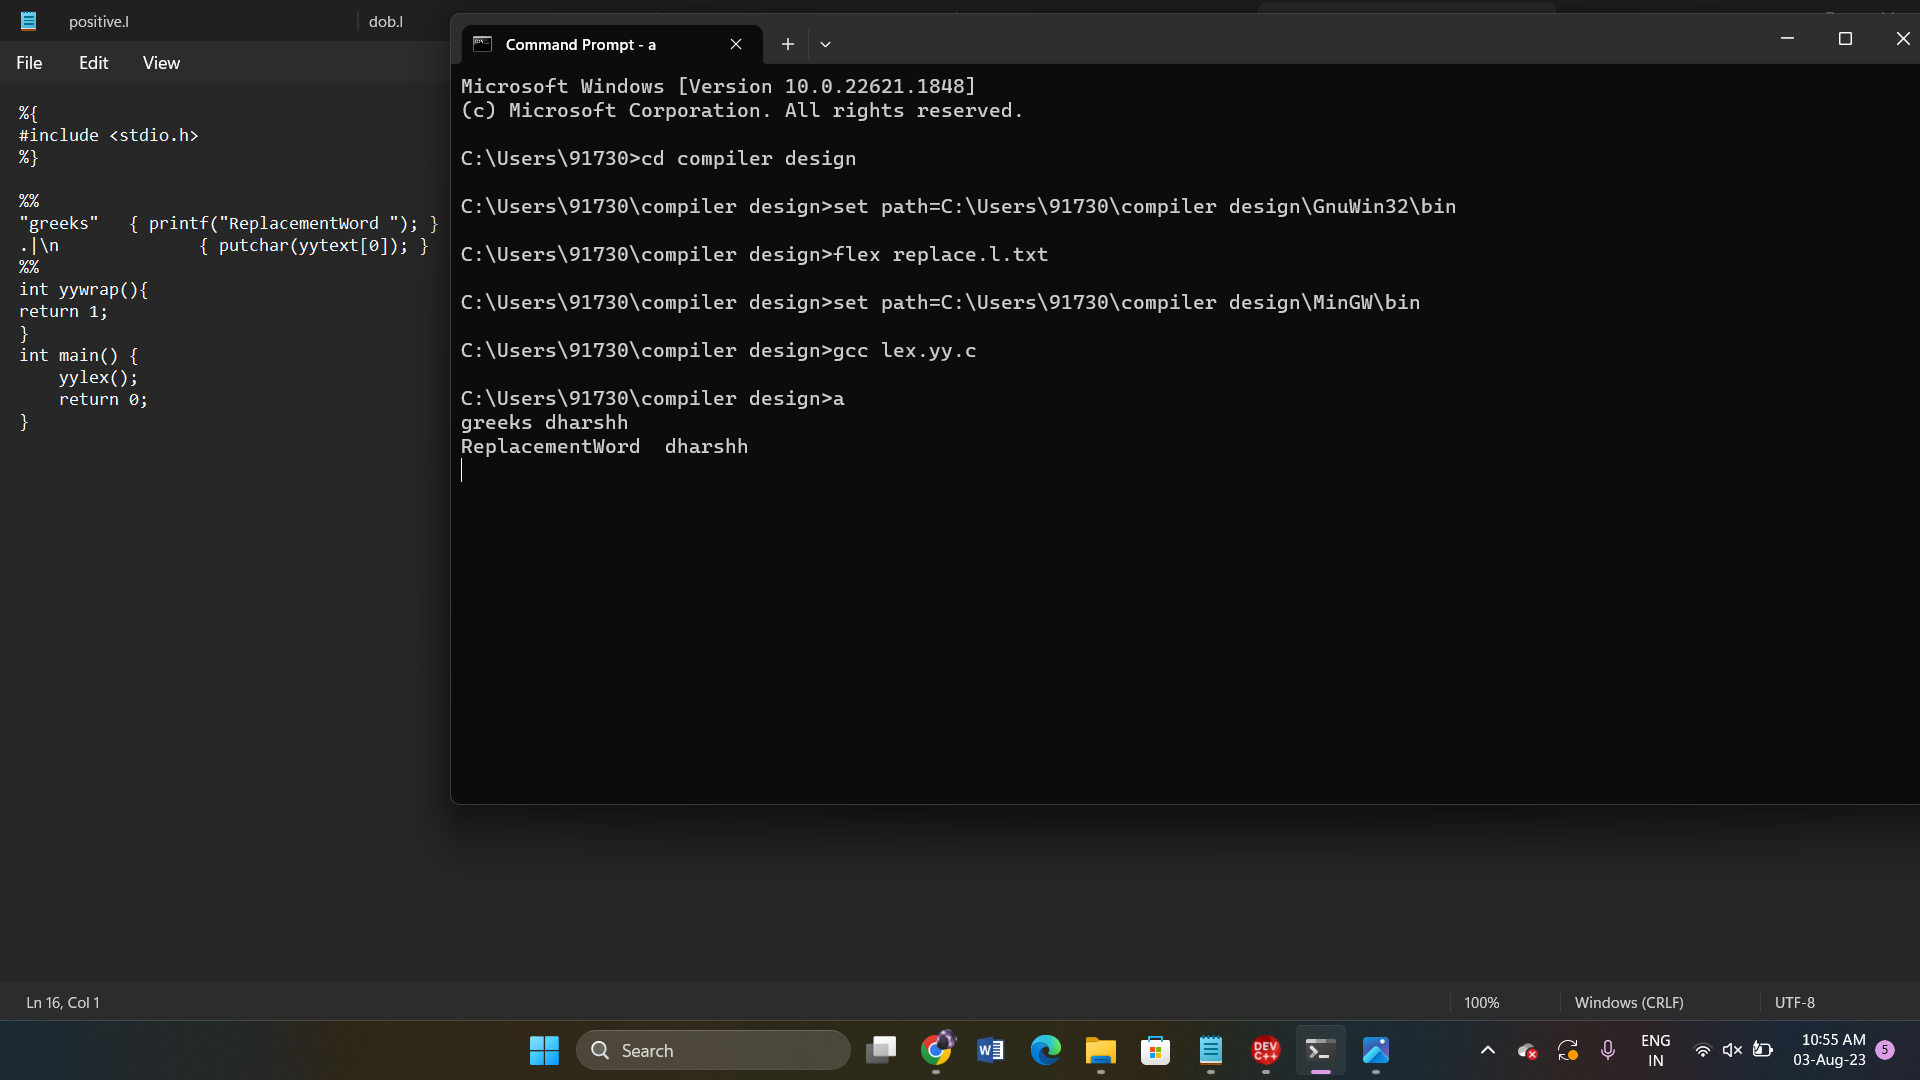 positive.l
dob.l
File
Edit
View
%{
#include <stdio.h>
%}
%%
"greeks"   { printf("ReplacementWord "); }
.|\n              { putchar(yytext[0]); }
%%
int yywrap(){
return 1;
}
int main() {
    yylex();
    return 0;
}
Command Prompt - a
Microsoft Windows [Version 10.0.22621.1848]
(c) Microsoft Corporation. All rights reserved.
C:\Users\91730>cd compiler design
C:\Users\91730\compiler design>set path=C:\Users\91730\compiler design\GnuWin32\bin
C:\Users\91730\compiler design>flex replace.l.txt
C:\Users\91730\compiler design>set path=C:\Users\91730\compiler design\MinGW\bin
C:\Users\91730\compiler design>gcc lex.yy.c
C:\Users\91730\compiler design>a
greeks dharshh
ReplacementWord  dharshh
Ln 16, Col 1
100%
Windows (CRLF)
UTF-8
Search
DEV
C++
ENG
IN
10:55 AM
03-Aug-23
5